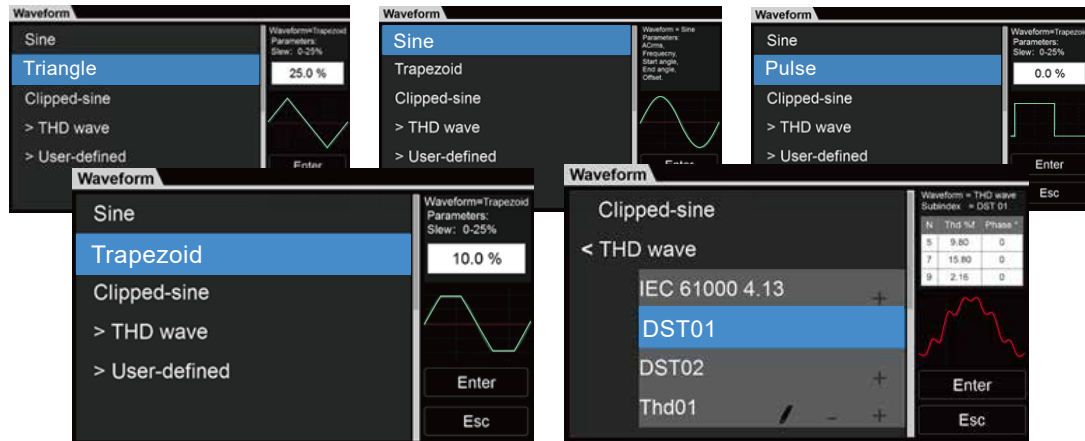 Waveform
Sine
Triangle
Clipped-sine
> THD wave
> User-defined
Waveform=Trapezoid
Parameters:
Slew: 0-25%
25.0 %
Enter
Waveform
Sine
Trapezoid
Clipped-sine
> THD wave
> User-defined
Waveform = Sine
Parameters:
ACrms,
Frequecny,
Start angle,
End angle,
Offset.
Enter
Waveform
Sine
Pulse
Clipped-sine
> THD wave
> User-defined
Waveform=Trapezoid
Parameters:
Slew: 0-25%
0.0 %
Enter
Esc
Waveform
Sine
Trapezoid
Clipped-sine
> THD wave
> User-defined
Waveform=Trapezoid
Parameters:
Slew: 0-25%
10.0 %
Enter
Esc
Waveform
Clipped-sine
< THD wave
IEC 61000 4.13 +
DST01
DST02 +
Thd01 / - +
Waveform = THD wave
Subindex = DST 01
N Thd %f Phase °
5 9.80 0
7 15.80 0
9 2.16 0
Enter
Esc